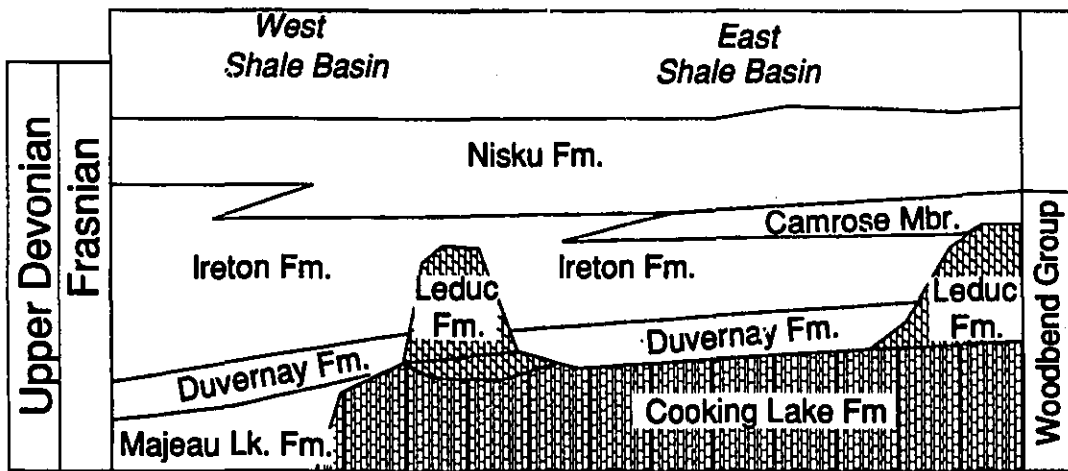 West
Shale Basin
East
Shale Basin
Upper Devonian
Frasnian
Nisku Fm.
Camrose Mbr.
Ireton Fm.
Leduc
Fm.
Ireton Fm.
Leduc
Fm.
Duvernay Fm.
Duvernay Fm.
Cooking Lake Fm
Majeau Lk. Fm.
Woodbend Group